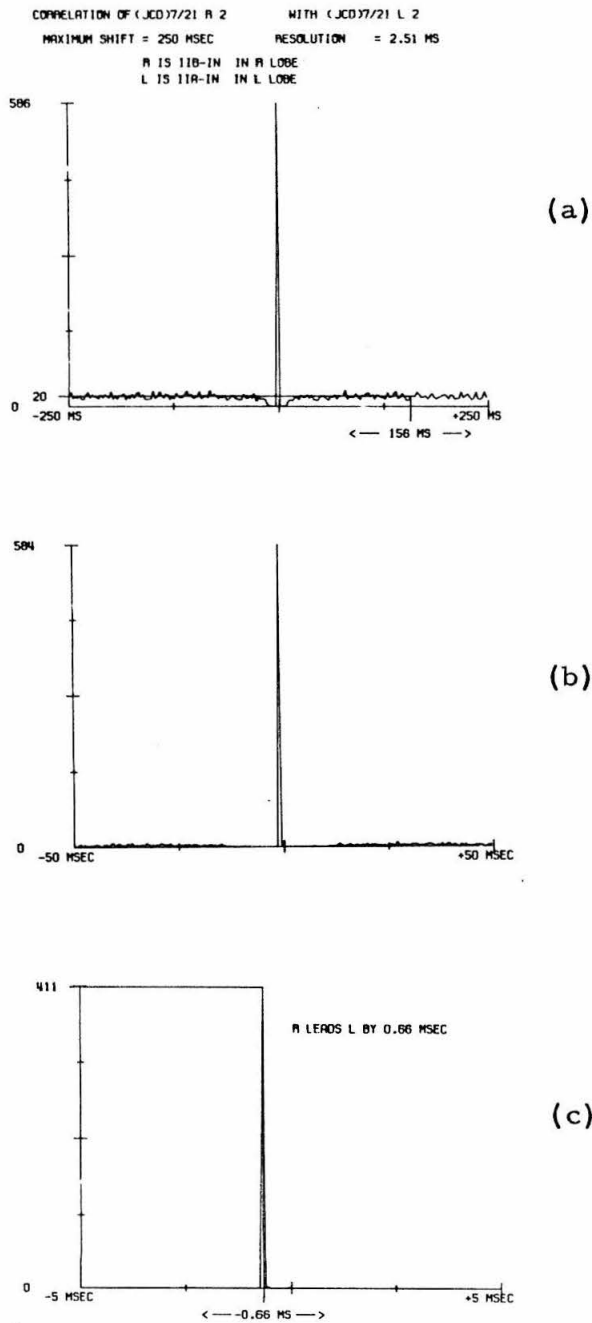 CORRELATION OF (JCD)7/21 R 2 WITH (JCD)7/21 L 2
MAXIMUM SHIFT = 250 MSEC RESOLUTION = 2.51 MS
R IS IIB-IN IN R LOBE
L IS IIA-IN IN L LOBE
586
(a)
20
0
-250 MS
+250 MS
<— 156 MS —>
584
(b)
0
-50 MSEC
+50 MSEC
411
R LEADS L BY 0.66 MSEC
(c)
0
-5 MSEC
+5 MSEC
<— -0.66 MS —>